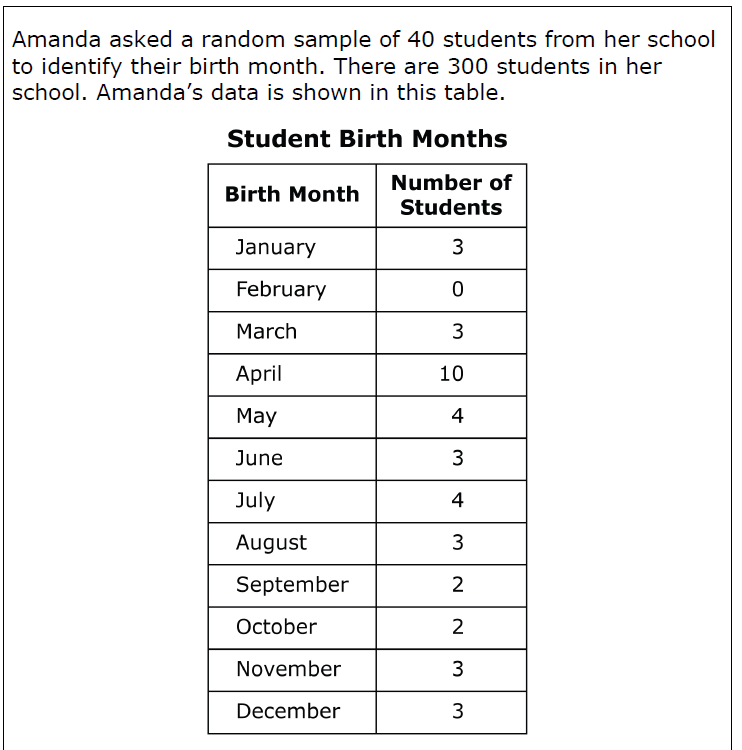 Amanda asked a random sample of 40 students from her school
to identify their birth month. There are 300 students in her
school. Amanda’s data is shown in this table.
Student Birth Months
Birth Month Number of Students
January 3
February 0
March 3
April 10
May 4
June 3
July 4
August 3
September 2
October 2
November 3
December 3